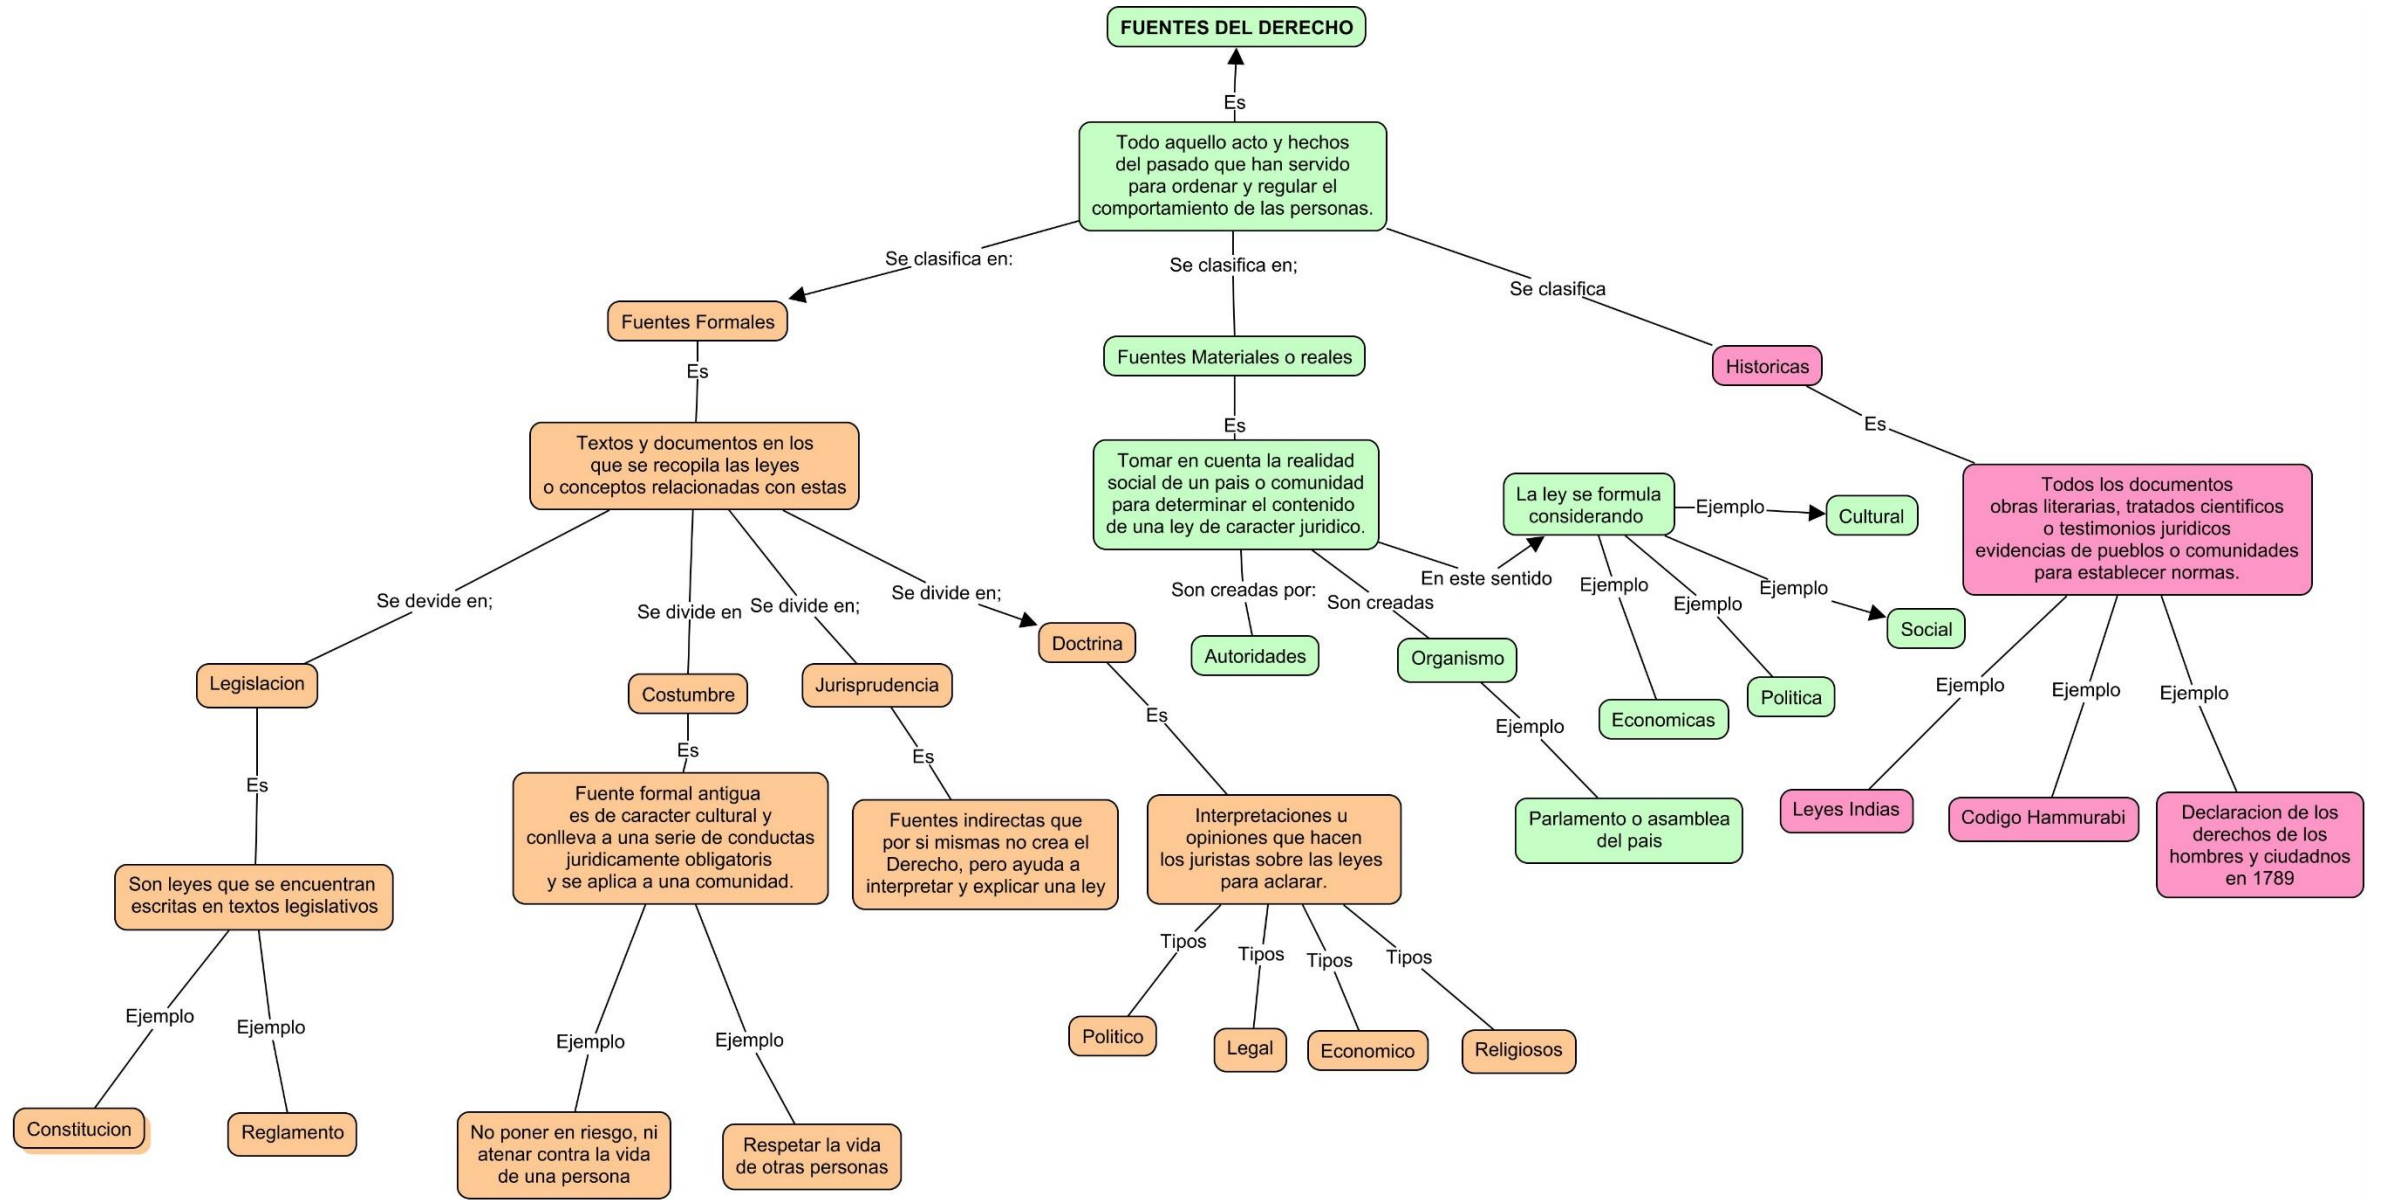 FUENTES DEL DERECHO
Es
Todo aquello acto y hechos
del pasado que han servido
para ordenar y regular el
comportamiento de las personas.
Se clasifica en:
Se clasifica en;
Se clasifica
Fuentes Formales
Es
Textos y documentos en los
que se recopila las leyes
o conceptos relacionadas con estas
Se devide en;
Se divide en
Se divide en;
Se divide en;
Legislacion
Es
Son leyes que se encuentran
escritas en textos legislativos
Ejemplo
Ejemplo
Constitucion
Reglamento
Costumbre
Es
Fuente formal antigua
es de caracter cultural y
conlleva a una serie de conductas
juridicamente obligatoris
y se aplica a una comunidad.
Ejemplo
Ejemplo
No poner en riesgo, ni
atenar contra la vida
de una persona
Respetar la vida
de otras personas
Jurisprudencia
Es
Fuentes indirectas que
por si mismas no crea el
Derecho, pero ayuda a
interpretar y explicar una ley
Doctrina
Es
Interpretaciones u
opiniones que hacen
los juristas sobre las leyes
para aclarar.
Tipos
Tipos
Tipos
Tipos
Politico
Legal
Economico
Religiosos
Fuentes Materiales o reales
Es
Tomar en cuenta la realidad
social de un pais o comunidad
para determinar el contenido
de una ley de caracter juridico.
Son creadas por:
Son creadas
En este sentido
Autoridades
Organismo
Ejemplo
Parlamento o asamblea
del pais
La ley se formula
considerando
Ejemplo
Cultural
Ejemplo
Ejemplo
Ejemplo
Social
Politica
Economicas
Historicas
Es
Todos los documentos
obras literarias, tratados cientificos
o testimonios juridicos
evidencias de pueblos o comunidades
para establecer normas.
Ejemplo
Ejemplo
Ejemplo
Leyes Indias
Codigo Hammurabi
Declaracion de los
derechos de los
hombres y ciudadnos
en 1789